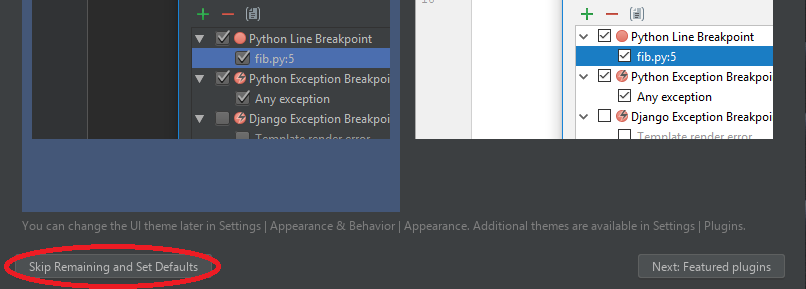 Python Line Breakpoint
fib.py:5
Python Exception Breakpoi
Any exception
Django Exception Breakpoi
Template render error
10
Python Line Breakpoint
fib.py:5
Python Exception Breakpoi
Any exception
Django Exception Breakpoi
Template render error
You can change the UI theme later in Settings | Appearance & Behavior | Appearance. Additional themes are available in Settings | Plugins.
Skip Remaining and Set Defaults
Next: Featured plugins